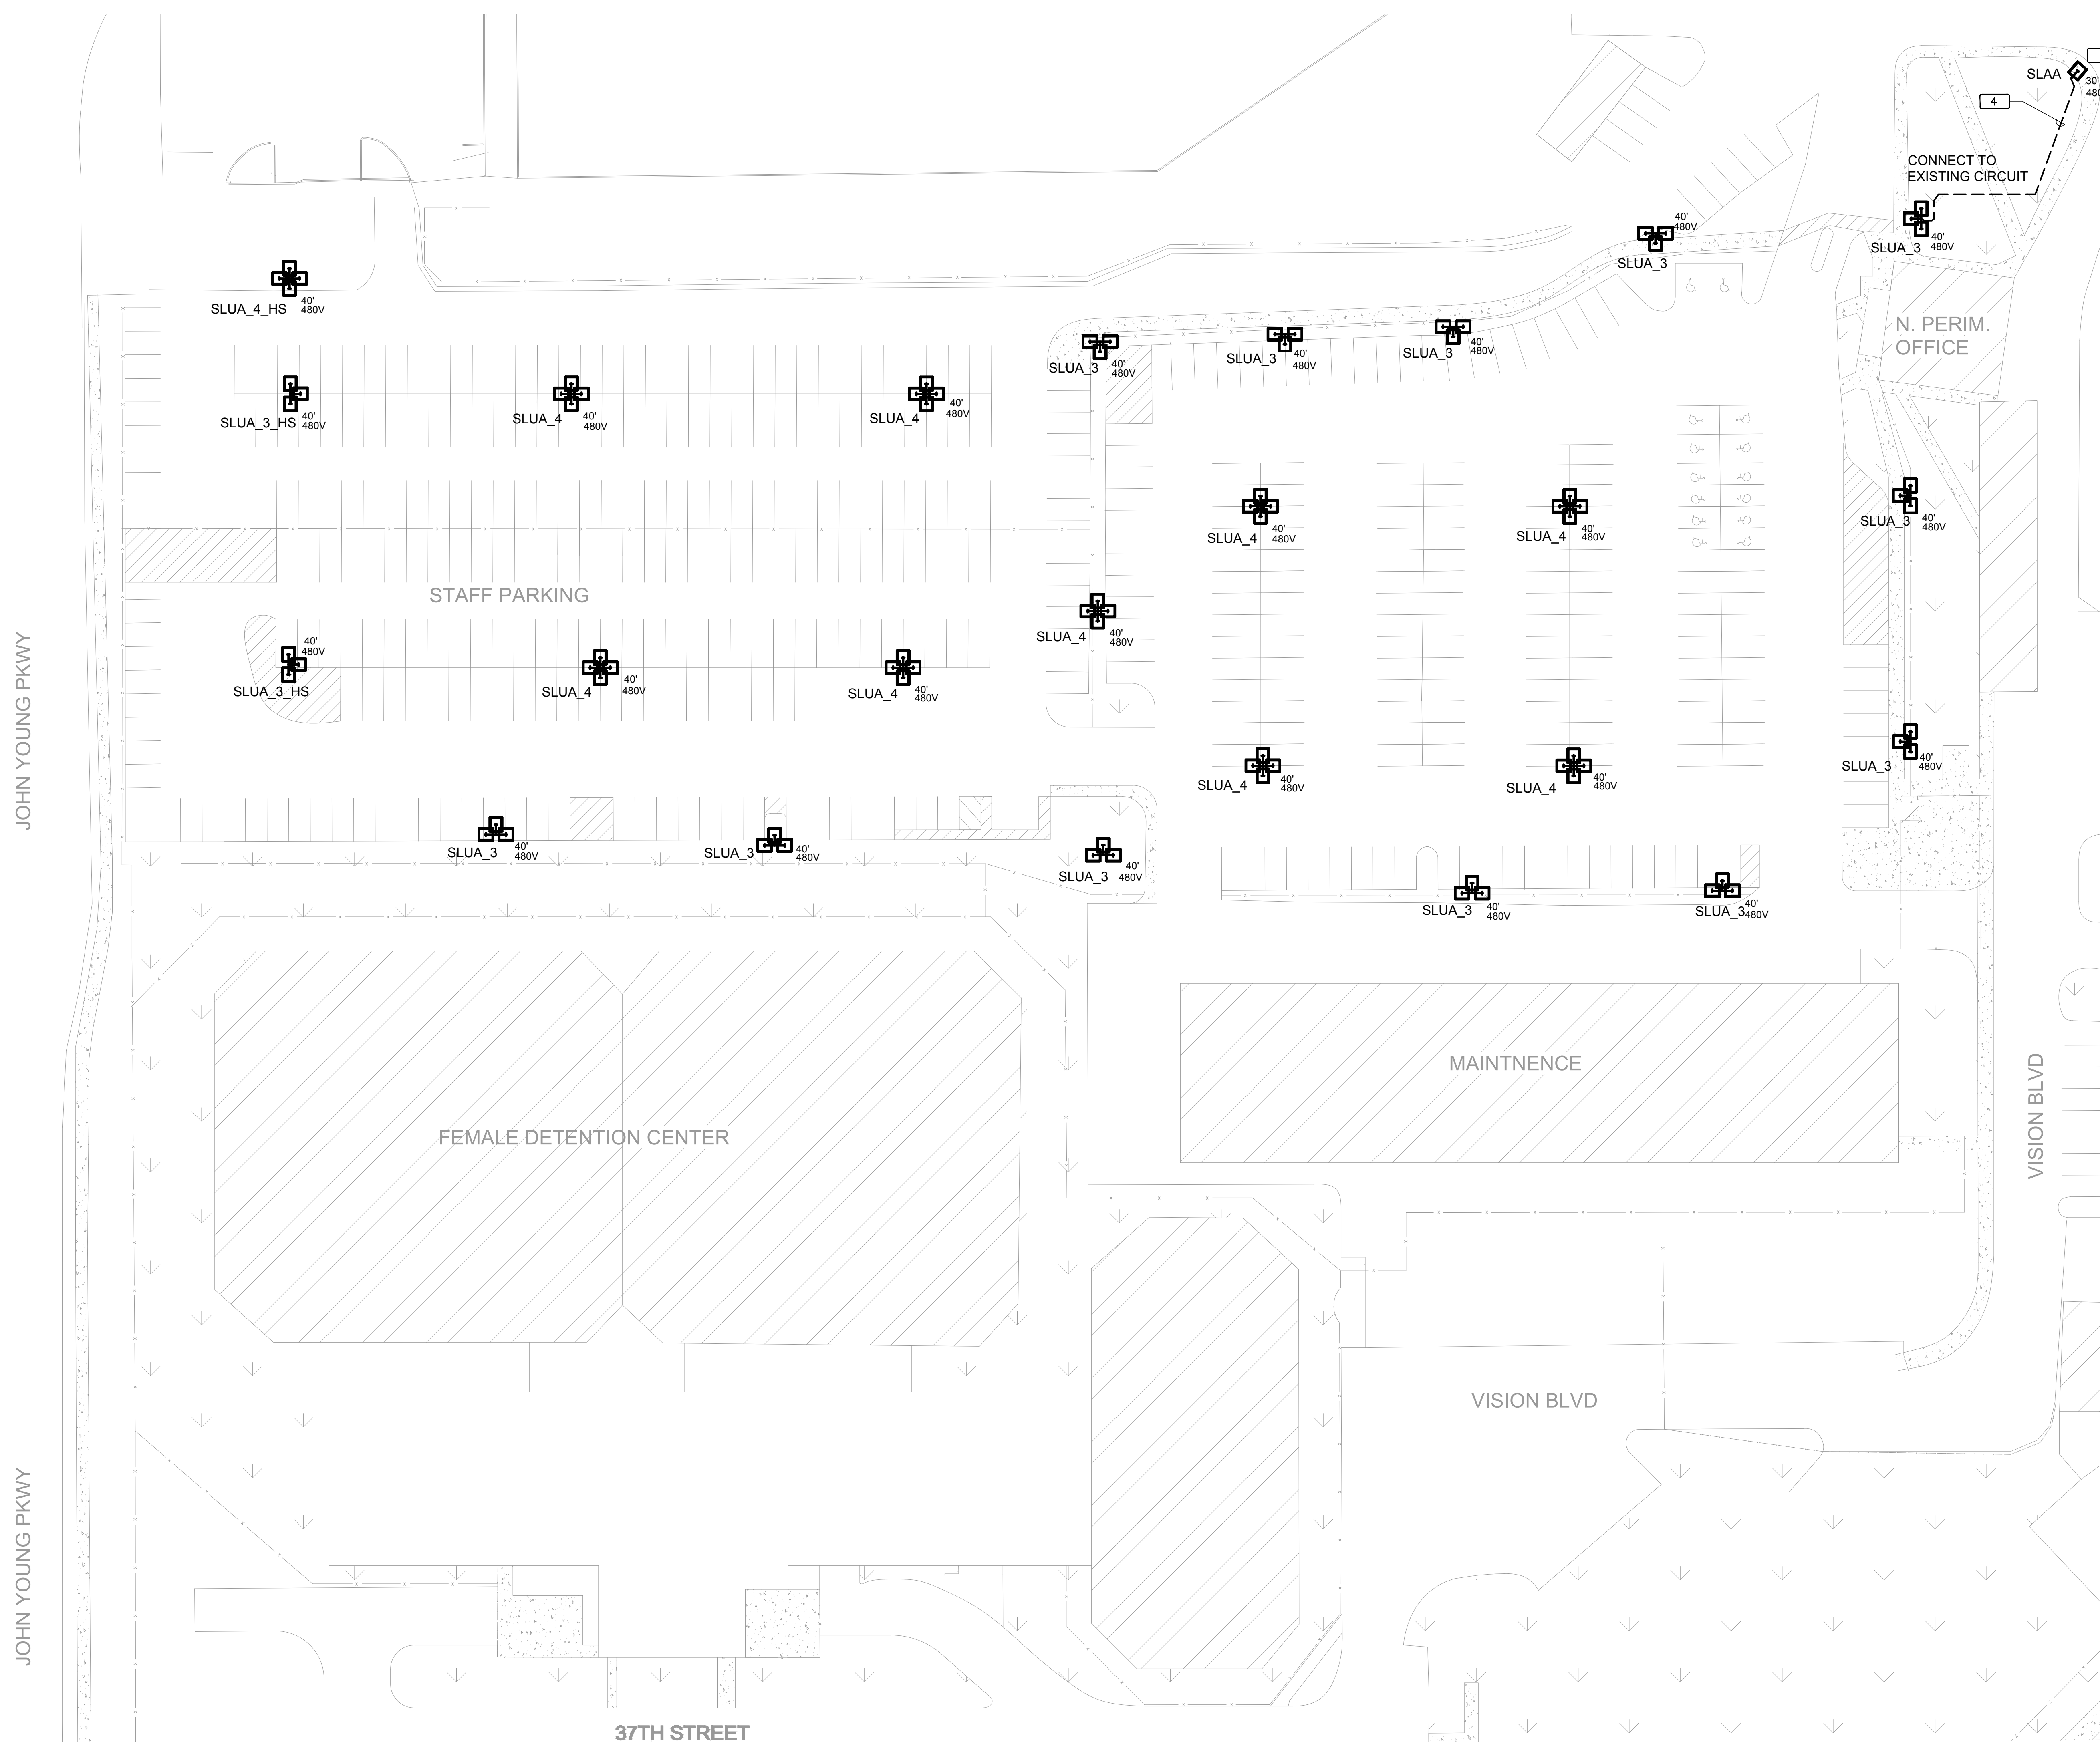 SLAA
30'
4
CONNECT TO
EXISTING CIRCUIT
40'
480V
SLUA_3
40'
480V
SLUA_3
SLUA_4_HS
40'
480V
N. PERIM.
OFFICE
SLUA_3
40'
480V
SLUA_3
40'
480V
SLUA_3
40'
480V
SLUA_3_HS
40'
480V
SLUA_4
40'
480V
SLUA_4
40'
480V
SLUA_4
40'
480V
SLUA_4
40'
480V
SLUA_3
40'
480V
STAFF PARKING
SLUA_4
40'
480V
40'
480V
SLUA_3_HS
SLUA_4
40'
480V
SLUA_4
40'
480V
JOHN YOUNG PKWY
SLUA_4
40'
480V
SLUA_4
40'
480V
SLUA_3
40'
480V
SLUA_3
40'
480V
SLUA_3
40'
480V
SLUA_3
40'
480V
SLUA_3
40'
480V
SLUA_3
40'
480V
MAINTNENCE
VISION BLVD
FEMALE DETENTION CENTER
VISION BLVD
JOHN YOUNG PKWY
37TH STREET